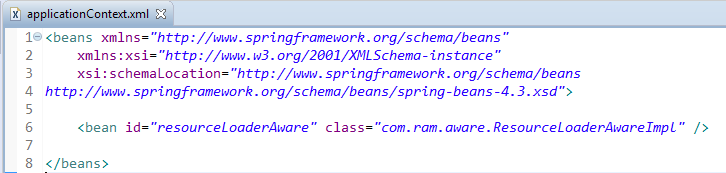 applicationContext.xml
1 <beans xmlns="http://www.springframework.org/schema/beans"
2 xmlns:xsi="http://www.w3.org/2001/XMLSchema-instance"
3 xsi:schemaLocation="http://www.springframework.org/schema/beans
4 http://www.springframework.org/schema/beans/spring-beans-4.3.xsd">
5
6 <bean id="resourceLoaderAware" class="com.ram.aware.ResourceLoaderAwareImpl" />
7
8 </beans>